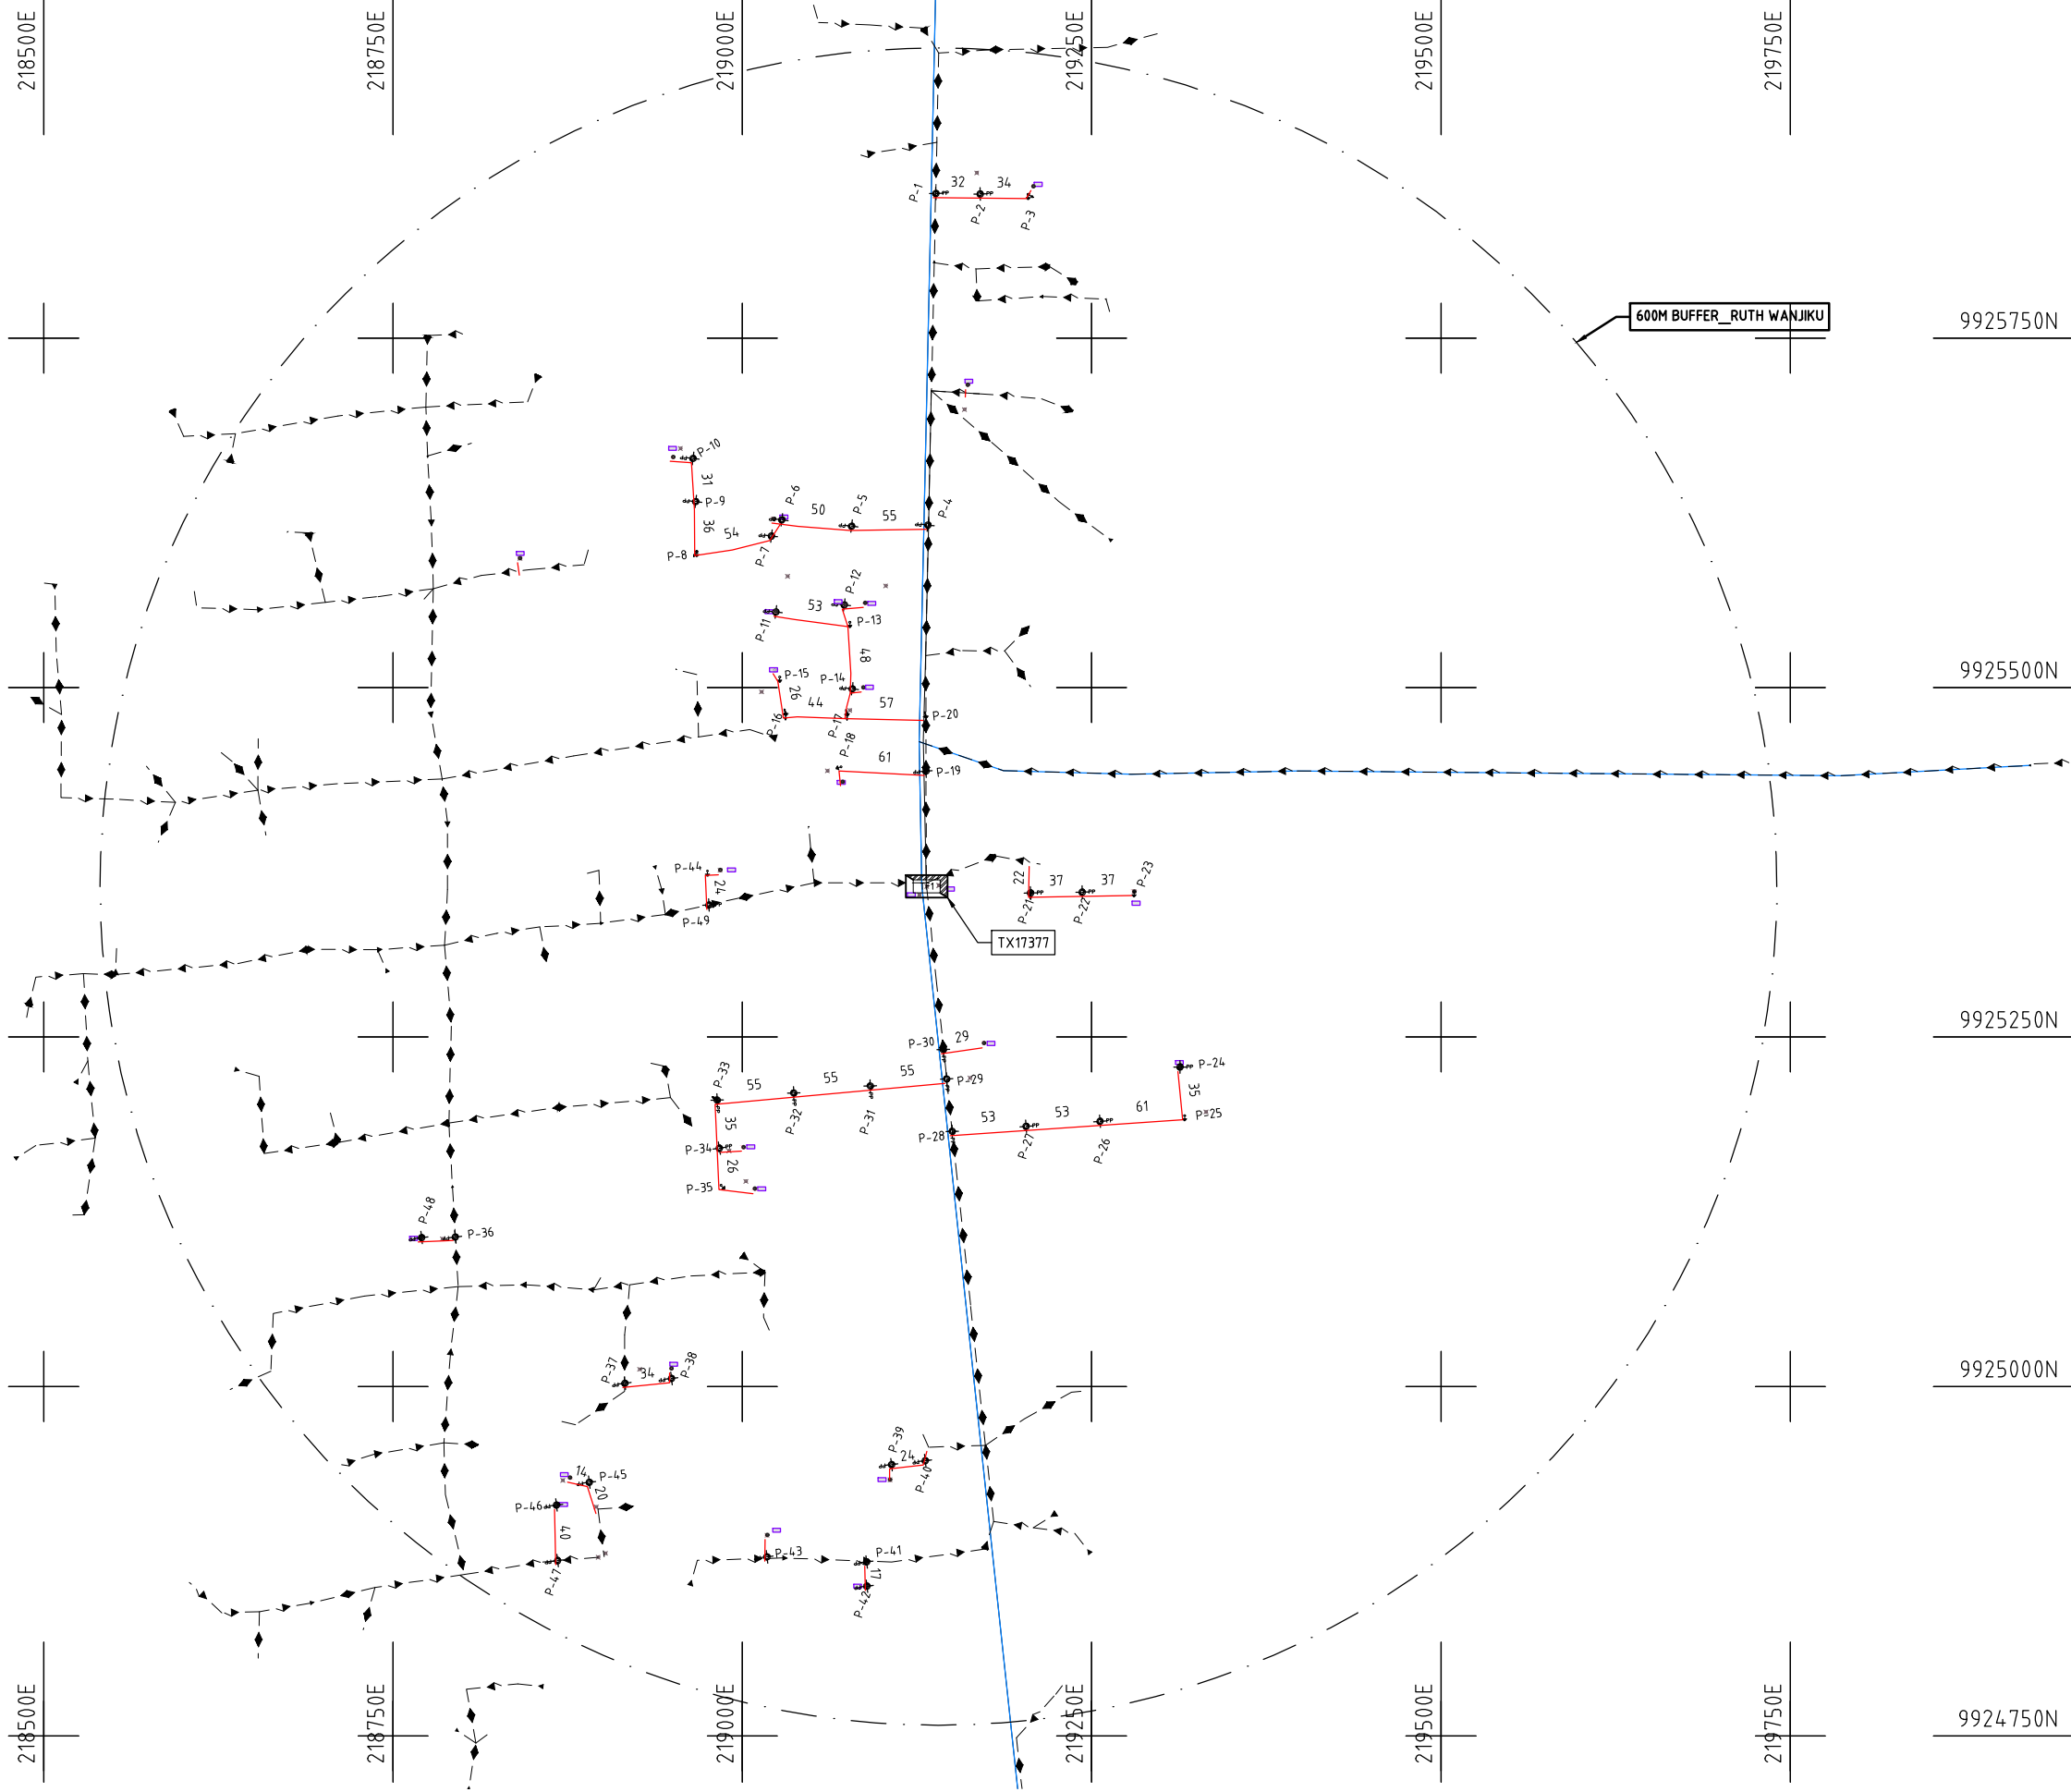 218500E
218750E
219000E
219250E
219500E
219750E
P-1
32
34
P-2
P-3
600M BUFFER_RUTH WANJIKU
9925750N
P-10
31
P-9
36
P-8
54
P-7
P-6
50
P-5
55
P-4
P-12
53
P-11
P-13
48
P-15
26
P-14
44
57
P-16
P-17
P-20
9925500N
P-18
61
P-19
P-44
24
P-49
22
37
37
P-23
P-21
P-22
TX17377
9925250N
P-30
29
P-33
55
55
55
P-29
P-32
P-31
35
P-34
26
P-35
P-24
35
53
53
61
P-25
P-28
P-27
P-26
P-48
P-36
P-37
34
P-38
9925000N
P-39
24
P-40
14
P-45
20
P-46
40
P-47
P-43
P-41
17
P-42
218500E
218750E
219000E
219250E
219500E
219750E
9924750N